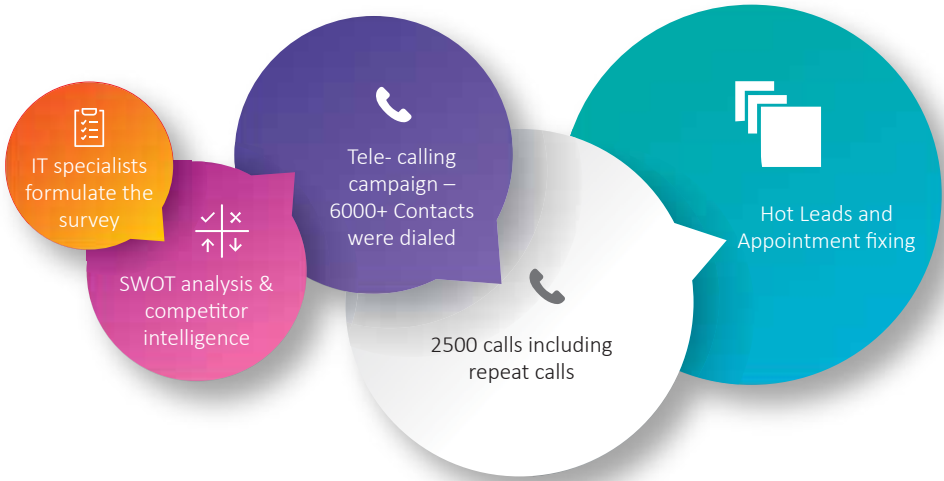 IT specialists
formulate the
survey
SWOT analysis &
competitor
intelligence
Tele- calling
campaign –
6000+ Contacts
were dialed
2500 calls including
repeat calls
Hot Leads and
Appointment fixing